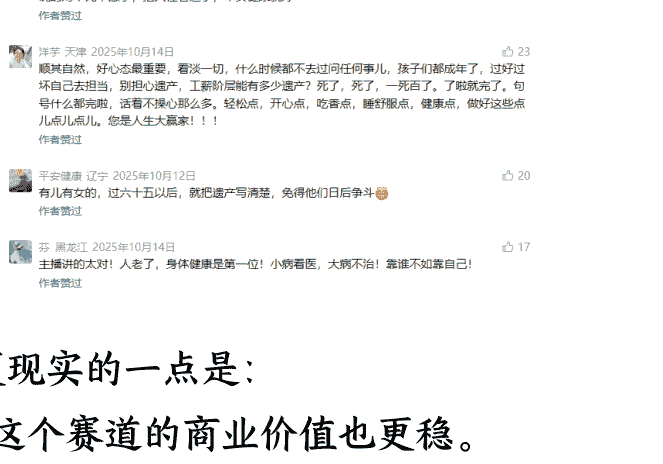 作者赞过
洋芋 天津 2025年10月14日 23
顺其自然，好心态最重要，看淡一切，什么时候都不去过问任何事儿，孩子们都成年了，过好过
坏自己去担当，别担心遗产，工薪阶层能有多少遗产？死了，死了，一死百了。了啦就完了。句
号什么都完啦，话着不操心那么多。轻松点，开心点，吃香点，睡舒服点，健康点，做好这些点
儿点儿点儿。您是人生大赢家！！！
作者赞过
平安健康 辽宁 2025年10月12日 20
有儿有女的，过六十五以后，就把遗产写清楚，免得他们日后争斗
作者赞过
芬 黑龙江 2025年10月14日 17
主播讲的太对！人老了，身体健康是第一位！小病看医，大病不治！靠谁不如靠自己！
作者赞过
现实的一点是：
这个赛道的商业价值也更稳。